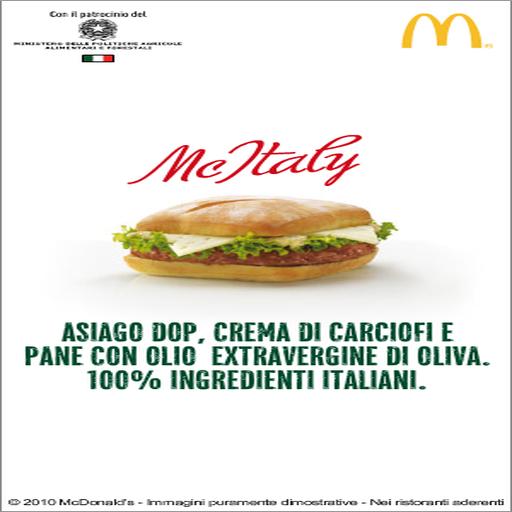 Con il patrocinio del
MINISTERO DELLE POLITICHE AGRICOLE
ALIMENTARI E FORESTALI
McItaly
ASIAGO DOP, CREMA DI CARCIOFI E
PANE CON OLIO EXTRAVERGINE DI OLIVA.
100% INGREDIENTI ITALIANI.
© 2010 McDonald's - Immagini puramente dimostrative - Nei ristoranti aderenti